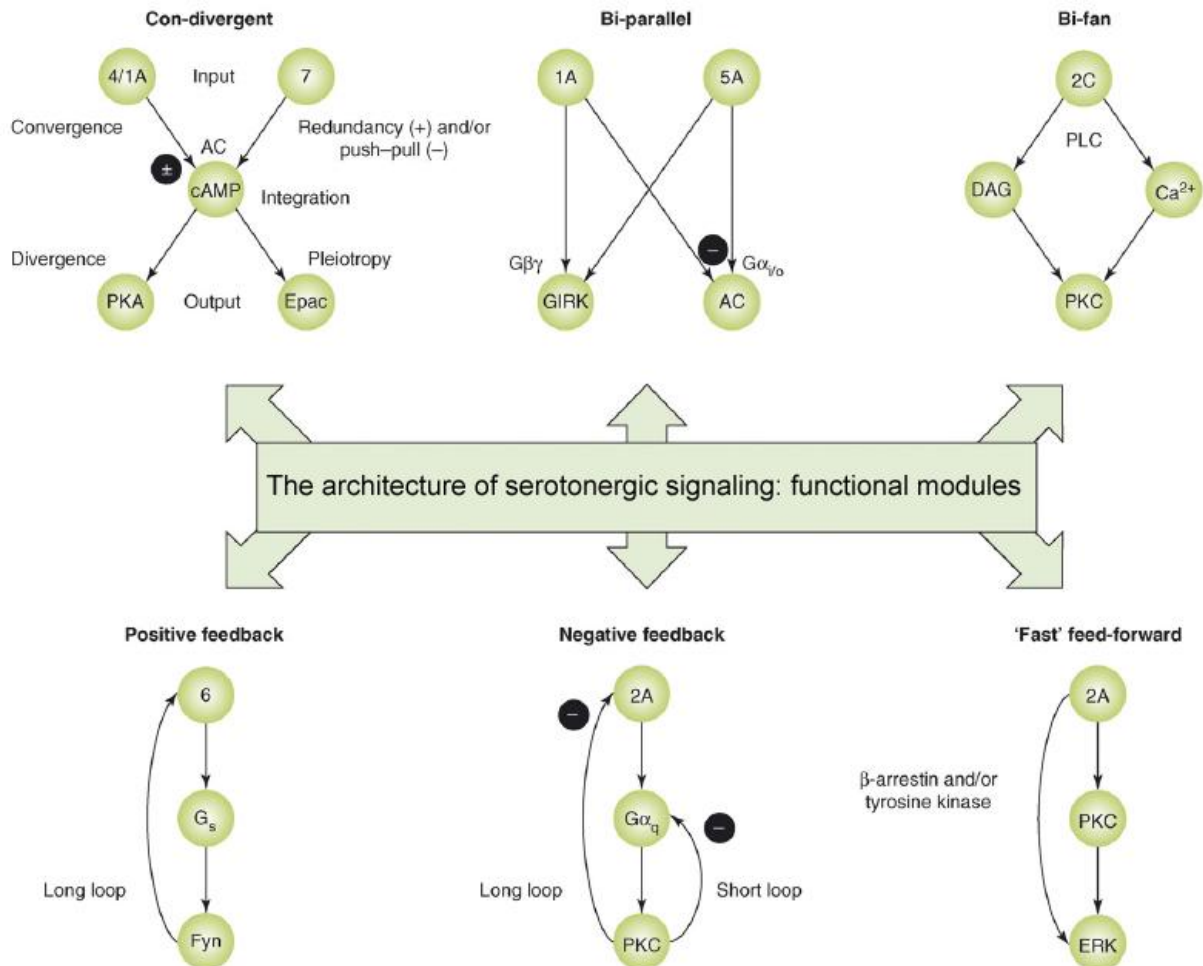 Con-divergent
Bi-parallel
Bi-fan
4/1A
Input
7
1A
5A
2C
Convergence
Redundancy (+) and/or
push–pull (–)
AC
PLC
±
cAMP
Integration
DAG
Ca²⁺
Divergence
Pleiotropy
Gβγ
–
Gαi/o
PKA
Output
Epac
GIRK
AC
PKC
The architecture of serotonergic signaling: functional modules
Positive feedback
Negative feedback
'Fast' feed-forward
6
–
2A
2A
β-arrestin and/or
tyrosine kinase
Gs
Gαq
–
PKC
Long loop
Long loop
Short loop
Fyn
PKC
ERK